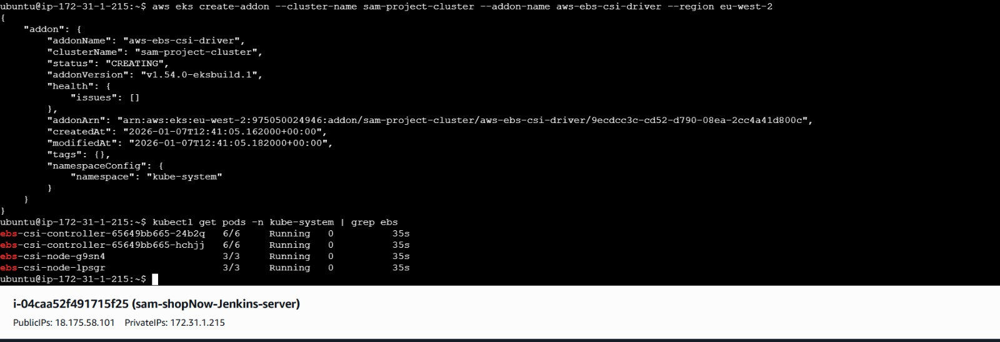 ubuntu@ip-172-31-1-215:~$ aws eks create-addon --cluster-name sam-project-cluster --addon-name aws-ebs-csi-driver --region eu-west-2
{
    "addon": {
        "addonName": "aws-ebs-csi-driver",
        "clusterName": "sam-project-cluster",
        "status": "CREATING",
        "addonVersion": "v1.54.0-eksbuild.1",
        "health": {
            "issues": []
        },
        "addonArn": "arn:aws:eks:eu-west-2:975050024946:addon/sam-project-cluster/aws-ebs-csi-driver/9ecdcc3c-cd52-d790-08ea-2cc4a41d800c",
        "createdAt": "2026-01-07T12:41:05.162000+00:00",
        "modifiedAt": "2026-01-07T12:41:05.182000+00:00",
        "tags": {},
        "namespaceConfig": {
            "namespace": "kube-system"
        }
    }
}
ubuntu@ip-172-31-1-215:~$ kubectl get pods -n kube-system | grep ebs
ebs-csi-controller-65649bb665-24b2q   6/6     Running   0          35s
ebs-csi-controller-65649bb665-hchjj   6/6     Running   0          35s
ebs-csi-node-g9sn4                    3/3     Running   0          35s
ebs-csi-node-lpsgr                    3/3     Running   0          35s
ubuntu@ip-172-31-1-215:~$
i-04caa52f491715f25 (sam-shopNow-Jenkins-server)
PublicIPs: 18.175.58.101    PrivateIPs: 172.31.1.215